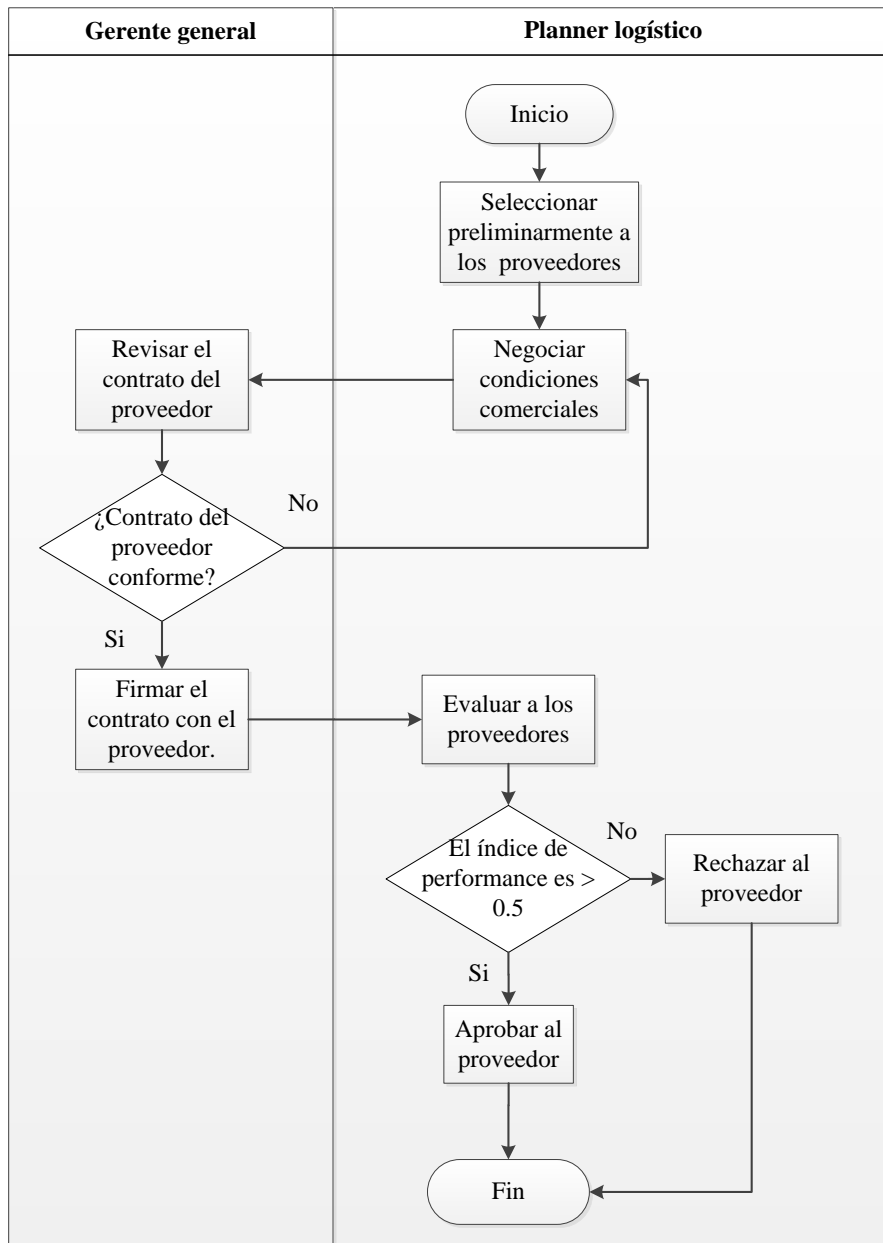 Gerente general
Planner logístico
Inicio
Seleccionar
preliminarmente a
los proveedores
Revisar el
contrato del
proveedor
Negociar
condiciones
comerciales
¿Contrato del
proveedor
conforme?
No
Si
Firmar el
contrato con el
proveedor.
Evaluar a los
proveedores
El índice de
performance es >
0.5
No
Rechazar al
proveedor
Si
Aprobar al
proveedor
Fin